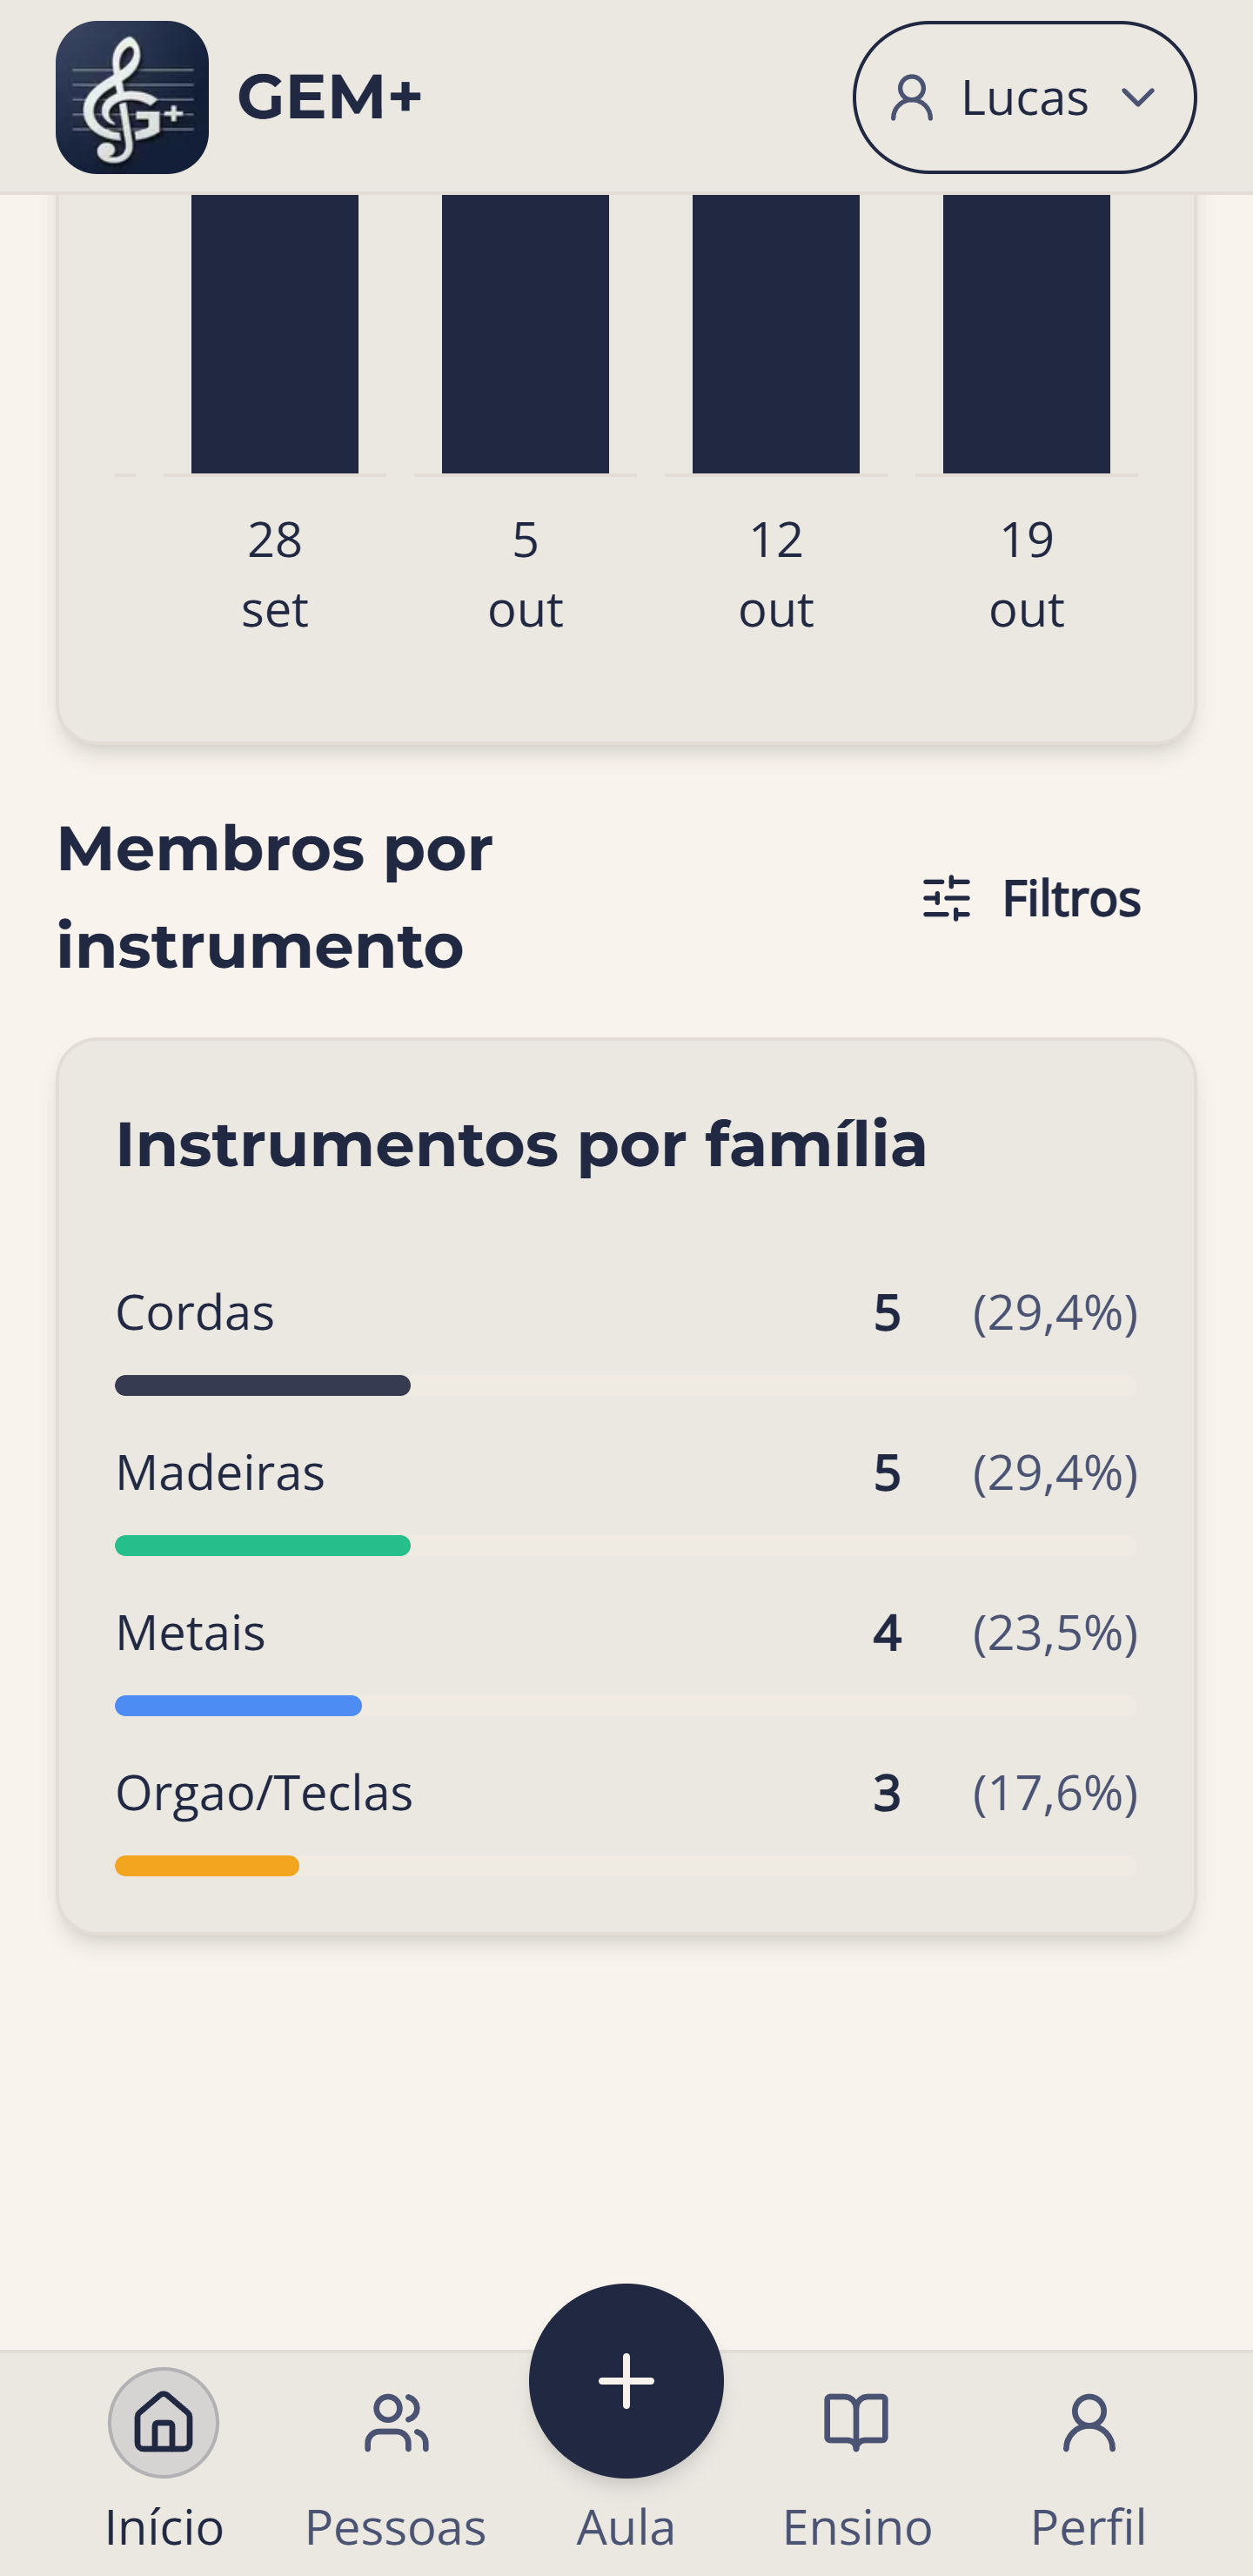 G+
GEM+
Lucas
28 set
5 out
12 out
19 out
Membros por
instrumento
Filtros
Instrumentos por família
Cordas 5 (29,4%)
Madeiras 5 (29,4%)
Metais 4 (23,5%)
Orgao/Teclas 3 (17,6%)
Início
Pessoas
Aula
Ensino
Perfil